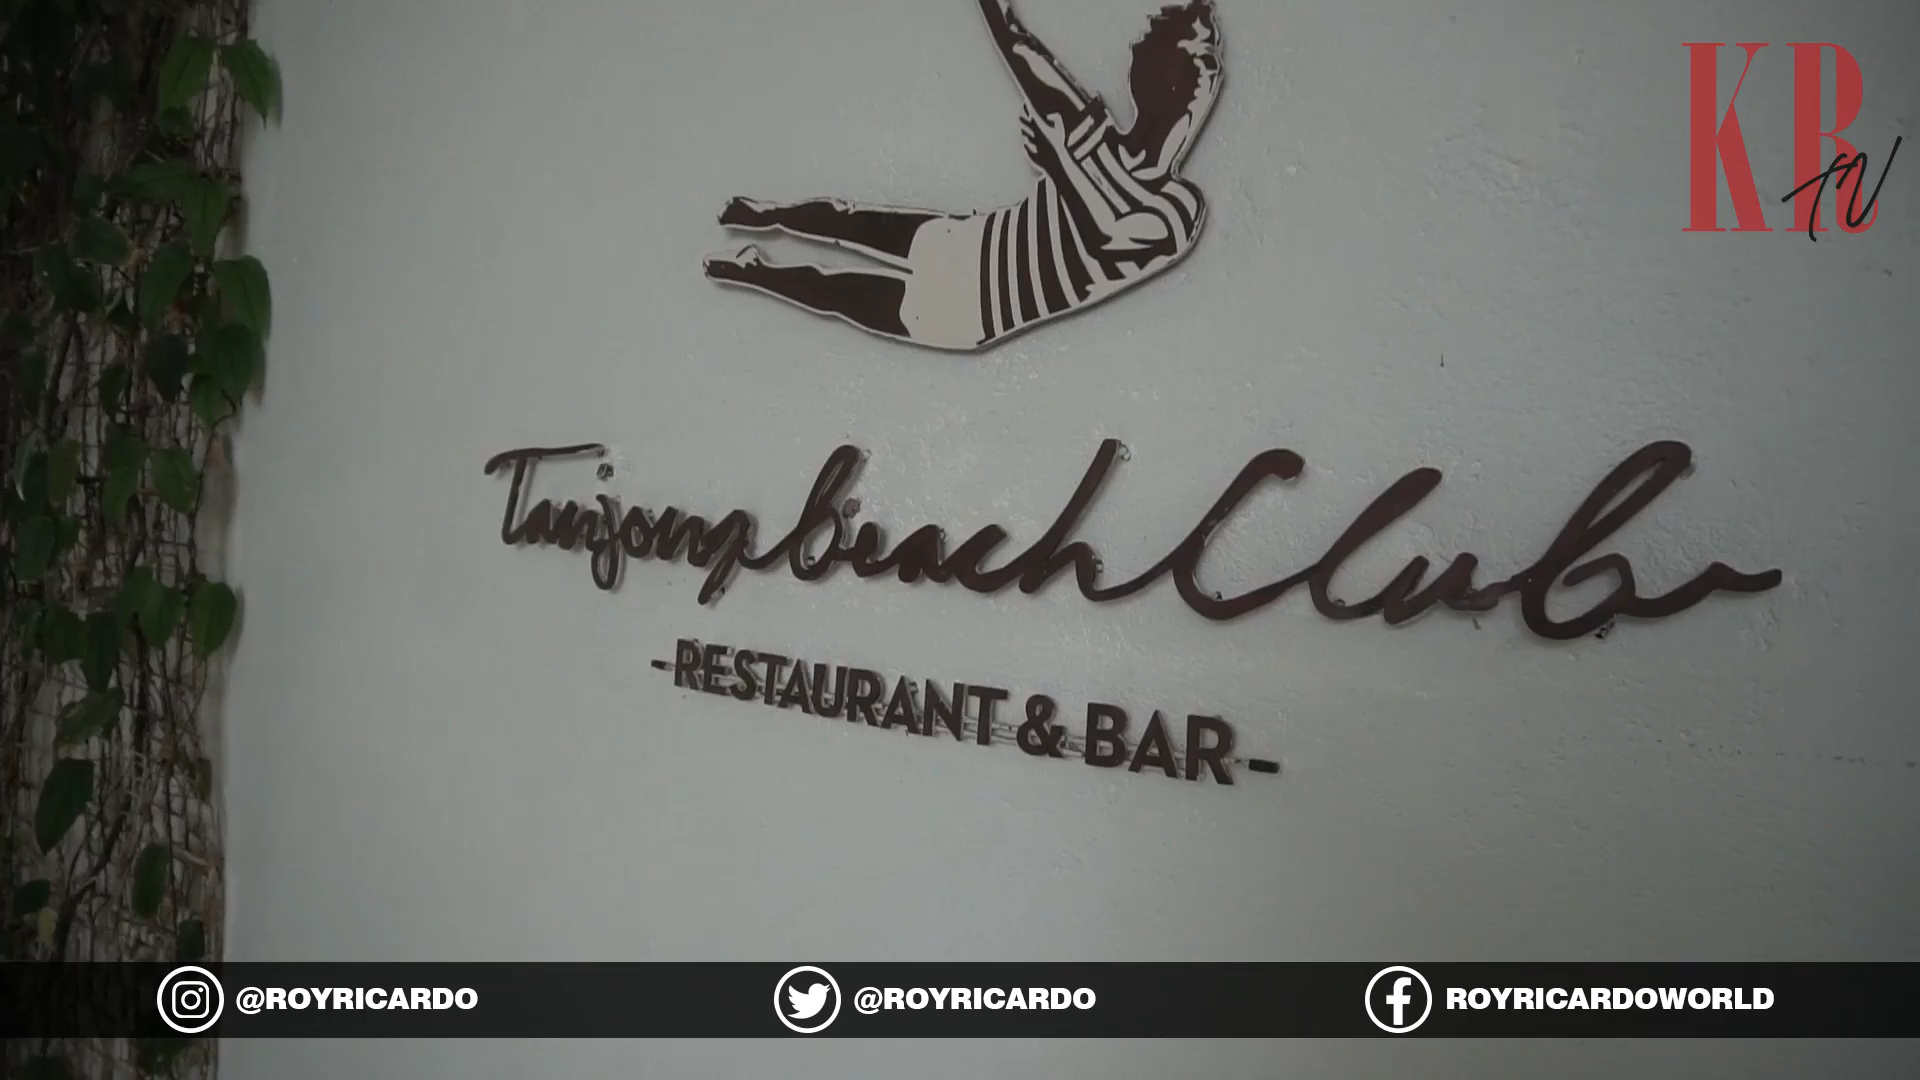 KR
TV
Tanjong beach Club
-RESTAURANT & BAR-
@ROYRICARDO @ROYRICARDO ROYRICARDOWORLD